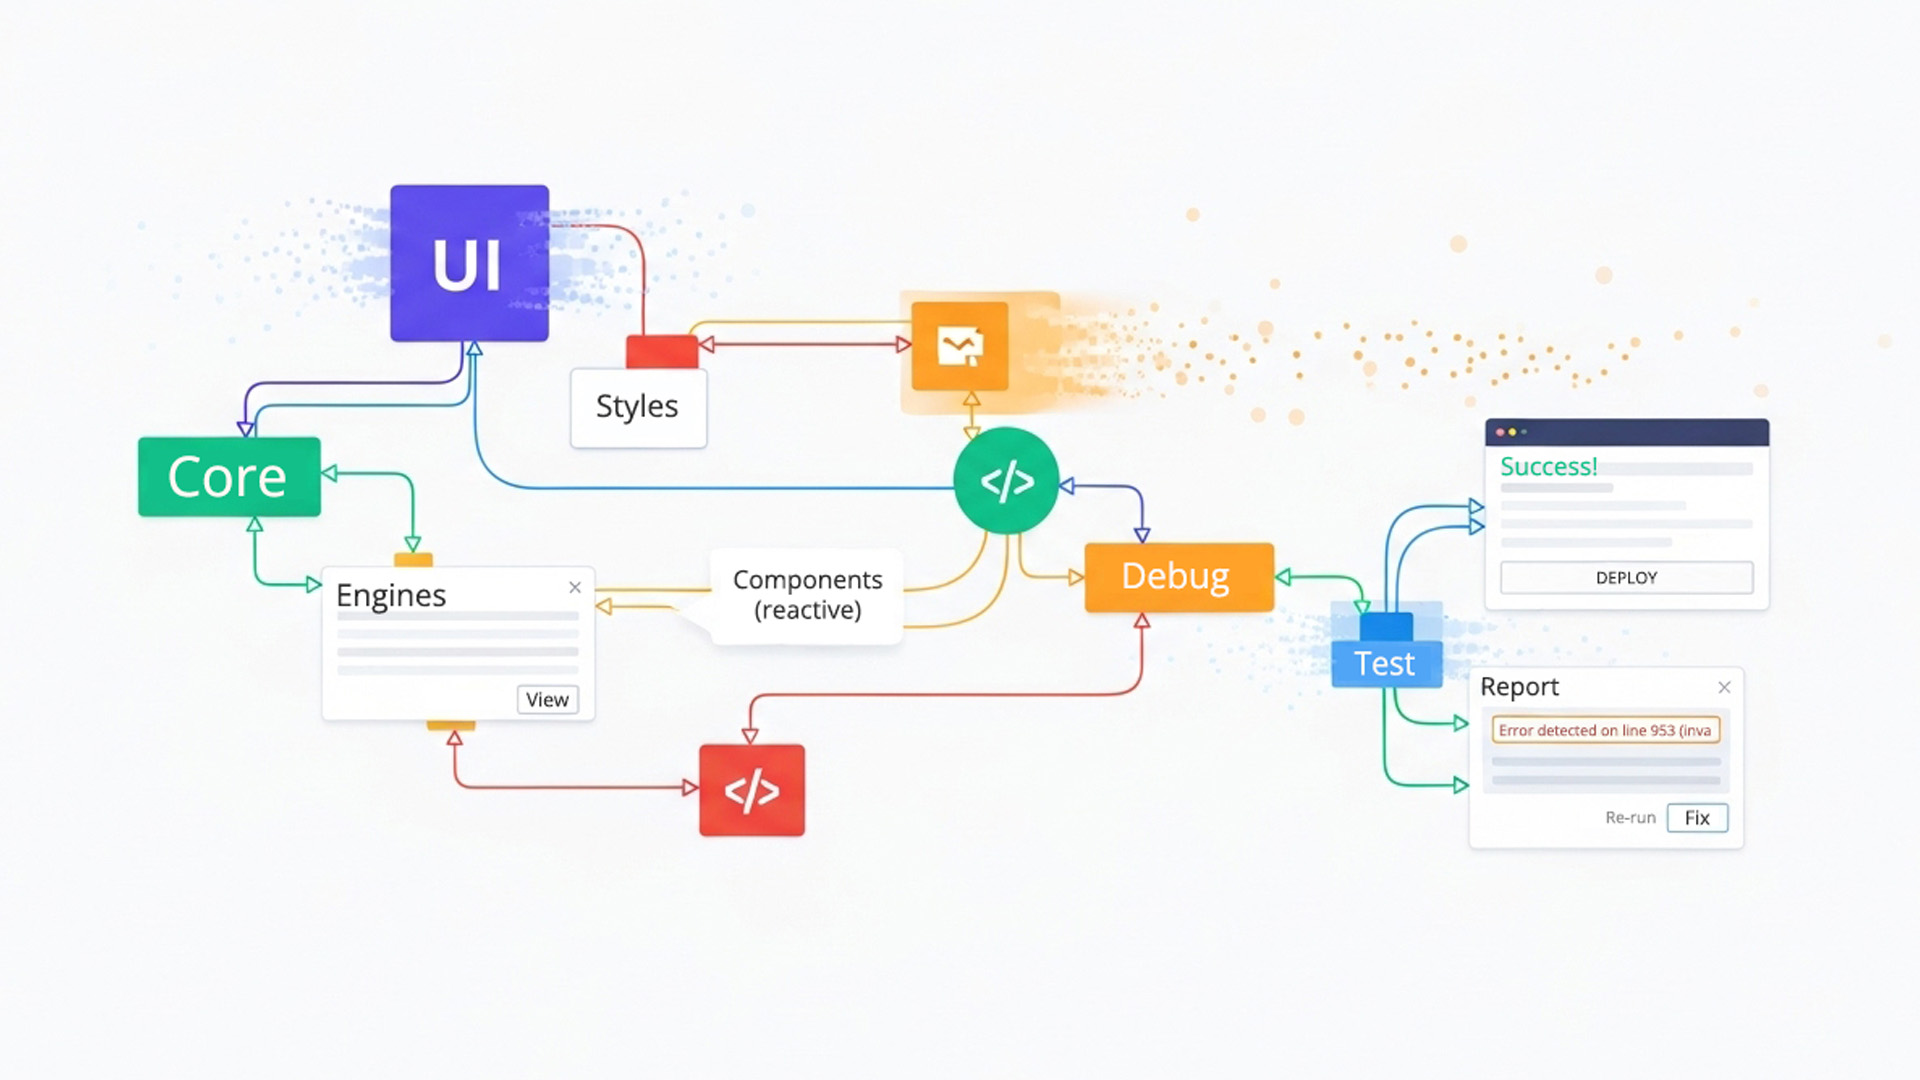 UI
Styles
Core
</>
Success!
DEPLOY
Engines
View
Components
(reactive)
Debug
Test
Report
Error detected on line 953 (inva
Re-run
Fix
</>